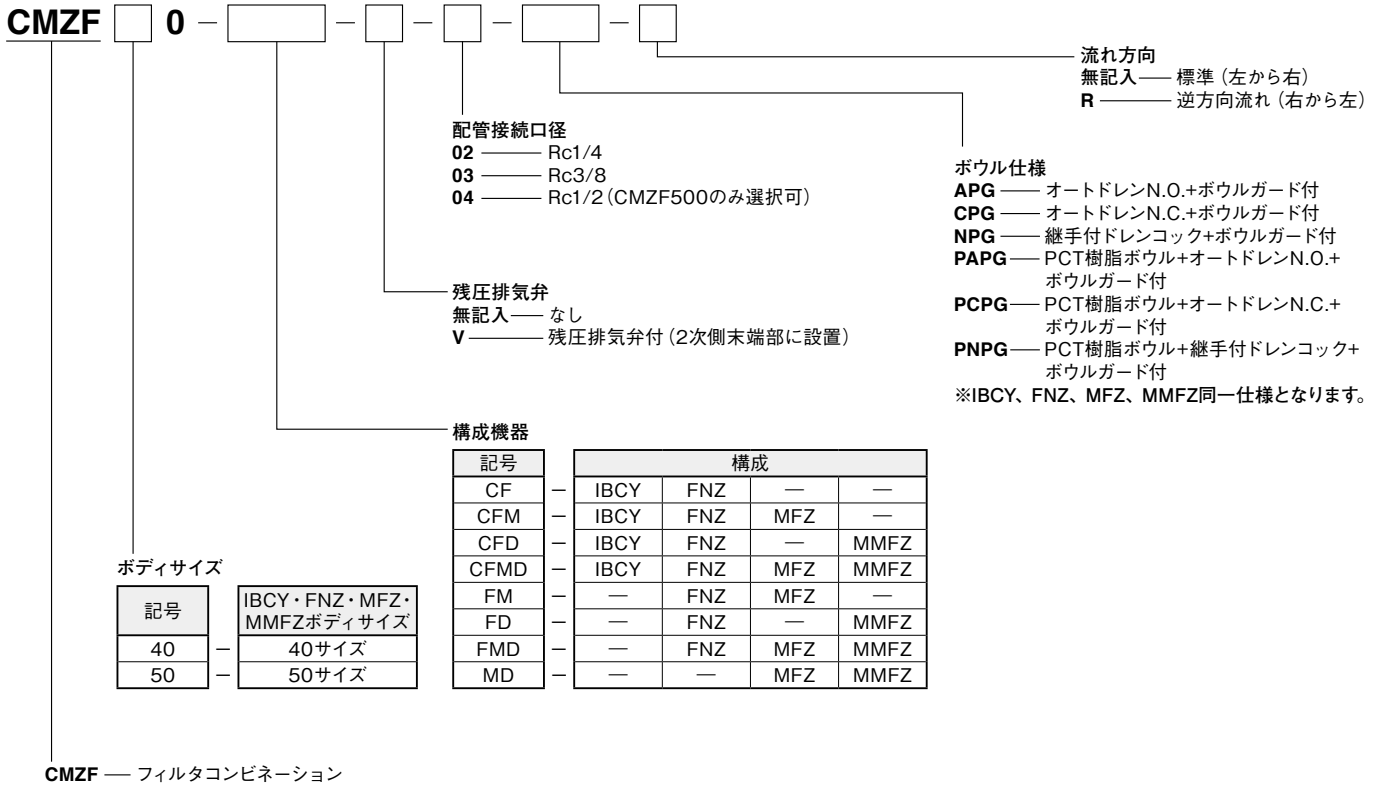 CMZF 0 − − − − −
流れ方向
無記入 標準（左から右）
R 逆方向流れ（右から左）
配管接続口径
02 Rc1/4
03 Rc3/8
04 Rc1/2（CMZF500のみ選択可）
ボウル仕様
APG オートドレンN.O.+ボウルガード付
CPG オートドレンN.C.+ボウルガード付
NPG 継手付ドレンコック+ボウルガード付
PAPG PCT樹脂ボウル+オートドレンN.O.+
ボウルガード付
PCPG PCT樹脂ボウル+オートドレンN.C.+
ボウルガード付
PNPG PCT樹脂ボウル+継手付ドレンコック+
ボウルガード付
※IBCY、FNZ、MFZ、MMFZ同一仕様となります。
残圧排気弁
無記入 なし
V 残圧排気弁付（2次側末端部に設置）
構成機器
記号 構成
CF − IBCY FNZ — —
CFM − IBCY FNZ MFZ —
CFD − IBCY FNZ — MMFZ
CFMD − IBCY FNZ MFZ MMFZ
FM − — FNZ MFZ —
FD − — FNZ — MMFZ
FMD − — FNZ MFZ MMFZ
MD − — — MFZ MMFZ
ボディサイズ
記号 IBCY・FNZ・MFZ・
MMFZボディサイズ
40 − 40サイズ
50 − 50サイズ
CMZF フィルタコンビネーション